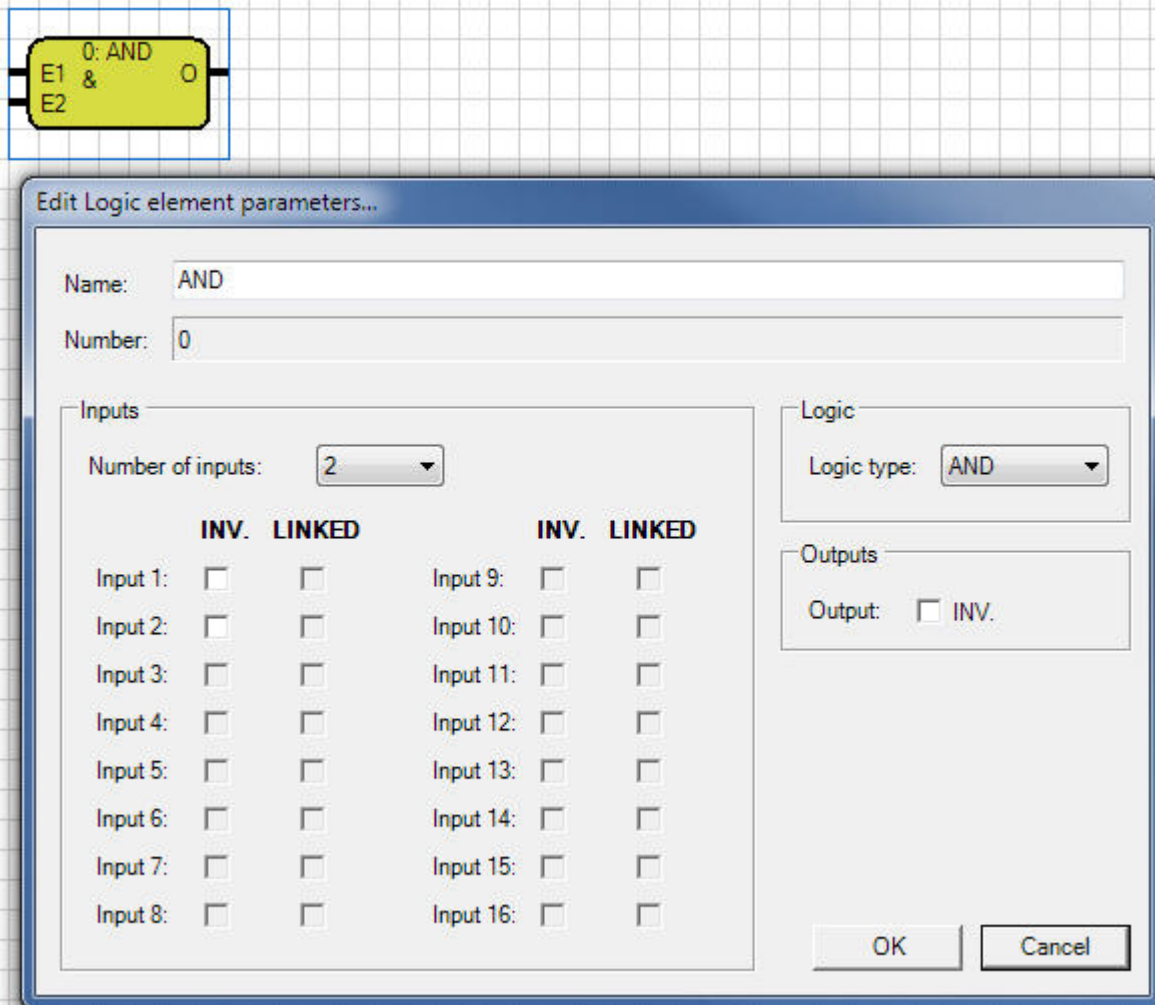 0: AND
E1 & O
E2
Edit Logic element parameters...
Name: AND
Number: 0
Inputs
Number of inputs: 2
INV. LINKED INV. LINKED
Input 1: Input 9:
Input 2: Input 10:
Input 3: Input 11:
Input 4: Input 12:
Input 5: Input 13:
Input 6: Input 14:
Input 7: Input 15:
Input 8: Input 16:
Logic
Logic type: AND
Outputs
Output: INV.
OK Cancel